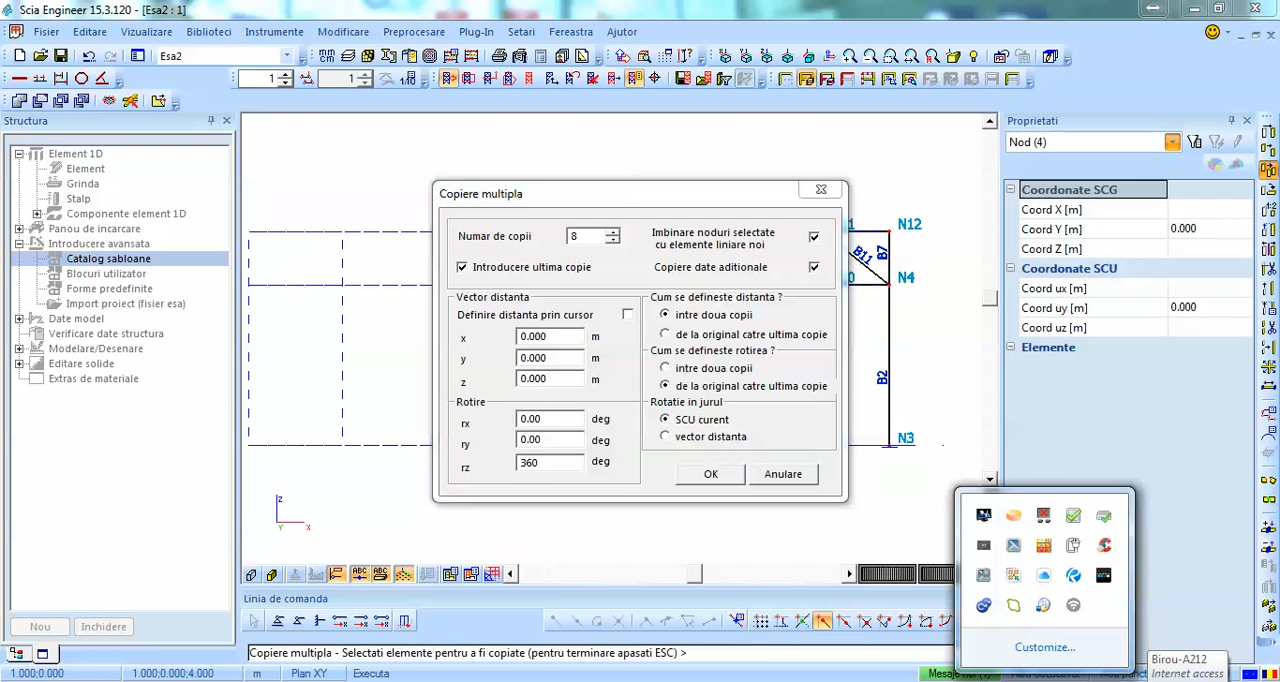 Scia Engineer 15.3.120 - [Esa2 : 1]
Fisier Editare Vizualizare Biblioteci Instrumente Modificare Preprocesare Plug-In Setari Fereastra Ajutor
Esa2
1 1
Structura
Element 1D
Element
Grinda
Stalp
Componente element 1D
Panou de incarcare
Introducere avansata
Catalog sabloane
Blocuri utilizator
Forme predefinite
Import proiect (fisier esa)
Date model
Verificare date structura
Modelare/Desenare
Editare solide
Extras de materiale
Nou Inchidere
Copiere multipla
Numar de copii 8
Imbinare noduri selectate
cu elemente liniare noi
Introducere ultima copie
Copiere date aditionale
Vector distanta
Definire distanta prin cursor
x 0.000 m
y 0.000 m
z 0.000 m
Rotire
rx 0.00 deg
ry 0.00 deg
rz 360 deg
Cum se defineste distanta ?
intre doua copii
de la original catre ultima copie
Cum se defineste rotirea ?
intre doua copii
de la original catre ultima copie
Rotatie in jurul
SCU curent
vector distanta
OK Anulare
N12
B7
B11
N4
B2
N3
z
Y X
Proprietati
Nod (4)
Coordonate SCG
Coord X [m]
Coord Y [m] 0.000
Coord Z [m]
Coordonate SCU
Coord ux [m]
Coord uy [m] 0.000
Coord uz [m]
Elemente
Customize...
Birou-A212
Internet access
ABC ABC
Linia de comanda
Copiere multipla - Selectati elemente pentru a fi copiate (pentru terminare apasati ESC) >
1.000;0.000 1.000;0.000;4.000 m Plan XY Executa